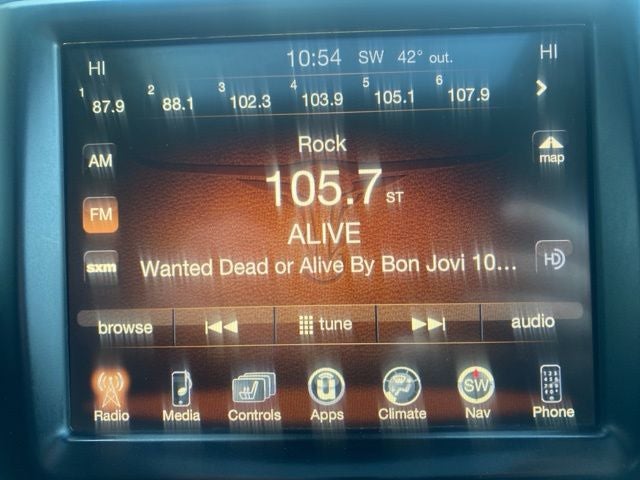 HI 10:54 SW 42° out. HI
1 87.9 2 88.1 3 102.3 4 103.9 5 105.1 6 107.9 >
Rock
AM map
105.7 ST
FM
ALIVE
sxm Wanted Dead or Alive By Bon Jovi 10... HD
browse tune audio
SW
Radio Media Controls Apps Climate Nav Phone